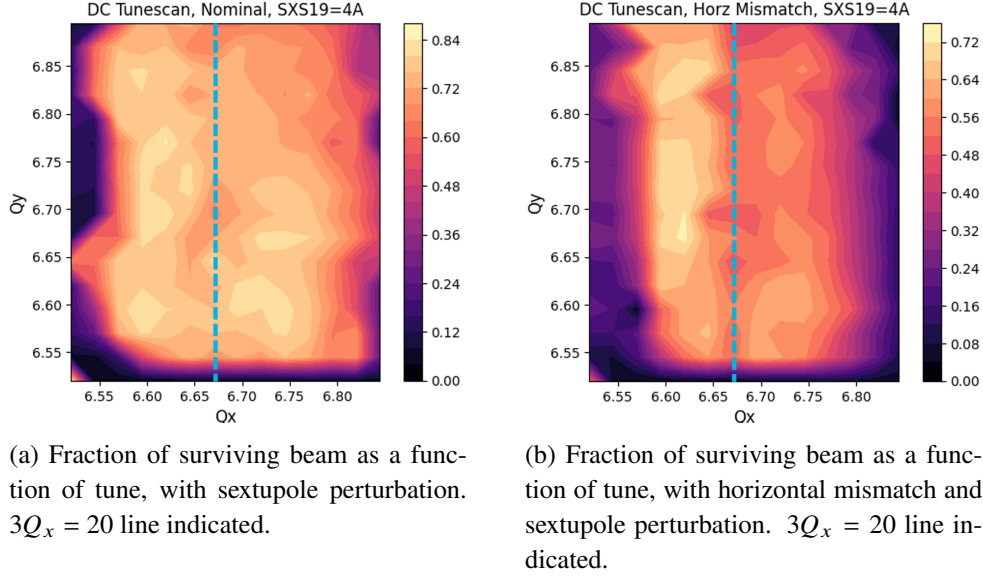 DC Tunescan, Nominal, SXS19=4A
6.85
6.80
6.75
6.70
6.65
6.60
6.55
Qy
6.55 6.60 6.65 6.70 6.75 6.80
Qx
0.84
0.72
0.60
0.48
0.36
0.24
0.12
0.00
(a) Fraction of surviving beam as a func-
tion of tune, with sextupole perturbation.
3Qx = 20 line indicated.
DC Tunescan, Horz Mismatch, SXS19=4A
6.85
6.80
6.75
6.70
6.65
6.60
6.55
Qy
6.55 6.60 6.65 6.70 6.75 6.80
Qx
0.72
0.64
0.56
0.48
0.40
0.32
0.24
0.16
0.08
0.00
(b) Fraction of surviving beam as a func-
tion of tune, with horizontal mismatch and
sextupole perturbation. 3Qx = 20 line in-
dicated.